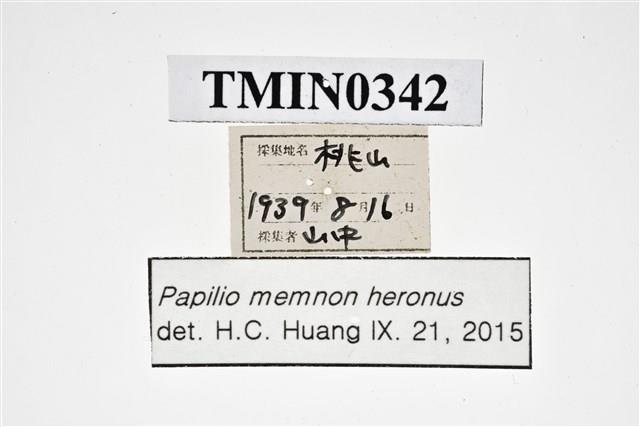 TMIN0342
採集地名 桃山
1939年 8月16日
採集者 山中
Papilio memnon heronus
det. H.C. Huang IX. 21, 2015